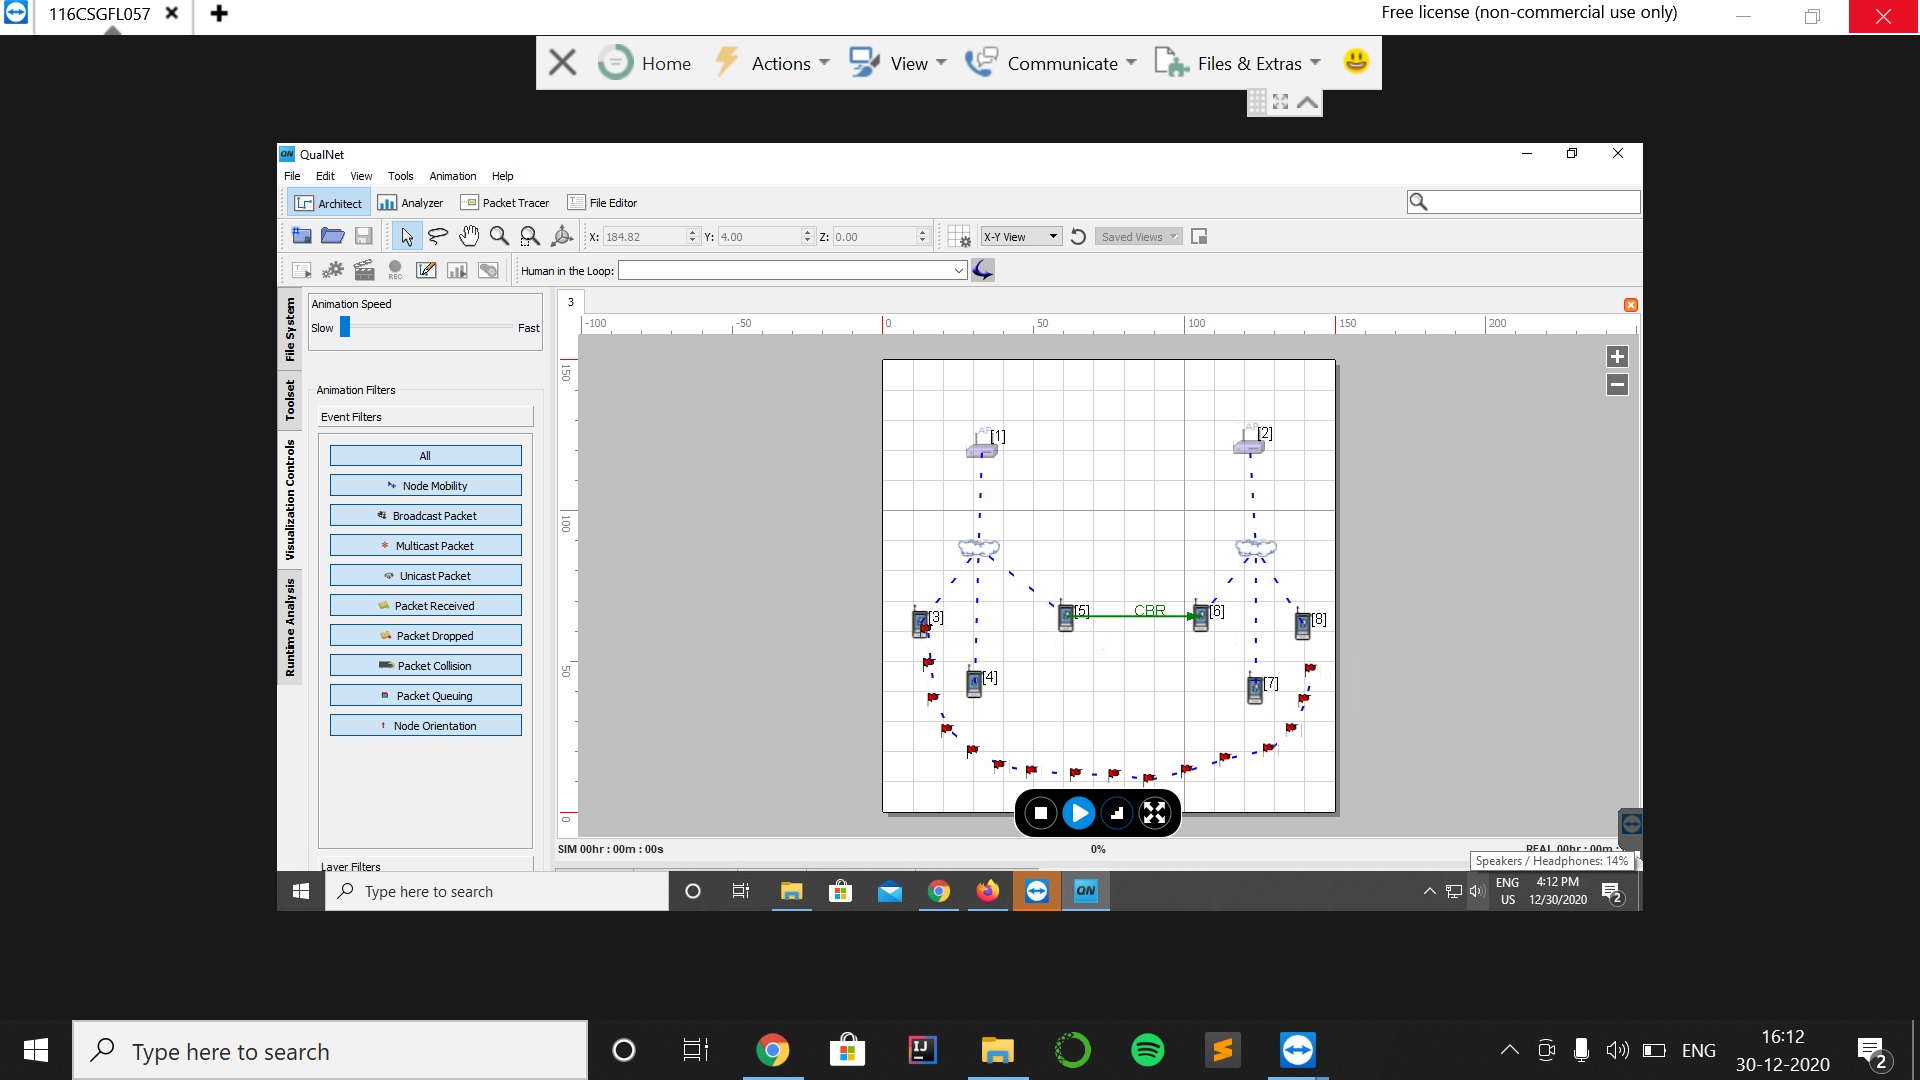 116CSGFL057
Free license (non-commercial use only)
Home
Actions
View
Communicate
Files & Extras
QN QualNet
File Edit View Tools Animation Help
Architect
Analyzer
Packet Tracer
File Editor
X: 184.82 Y: 4.00 Z: 0.00
X-Y View
Saved Views
REC
Human in the Loop:
File System
Toolset
Visualization Controls
Runtime Analysis
Animation Speed
Slow
Fast
Animation Filters
Event Filters
All
Node Mobility
Broadcast Packet
Multicast Packet
Unicast Packet
Packet Received
Packet Dropped
Packet Collision
Packet Queuing
Node Orientation
Layer Filters
3
-100 -50 0 50 100 150 200
150
100
50
0
AP [1]
AP [2]
[3]
[4]
[5]
CBR
[6]
[7]
[8]
SIM 00hr : 00m : 00s
0%
REAL 00hr : 00m :
Speakers / Headphones: 14%
Type here to search
QN
ENG
US
4:12 PM
12/30/2020
2
Type here to search
IJ
ENG
16:12
30-12-2020
2